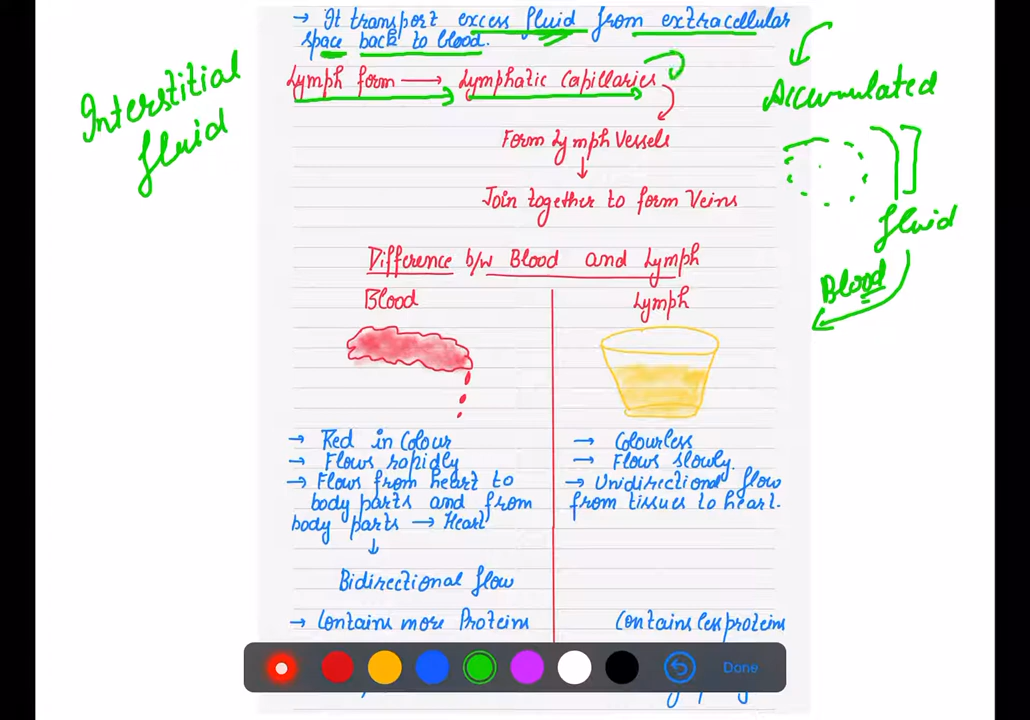 → It transport excess fluid from extracellular
space back to blood.
Lymph form → Lymphatic Capillaries
Form Lymph Vessels
↓
Join together to form Veins
Interstitial
fluid
Accumulated
fluid
Blood
Difference b/w Blood and Lymph
Blood
→ Red in Colour
→ Flows rapidly
→ Flows from heart to
body parts and from
body parts → Heart
↓
Bidirectional flow
→ Contains more Proteins
Lymph
→ Colourless
→ Flows slowly.
→ Unidirectional flow
from tissues to heart.
Contains less proteins
Done